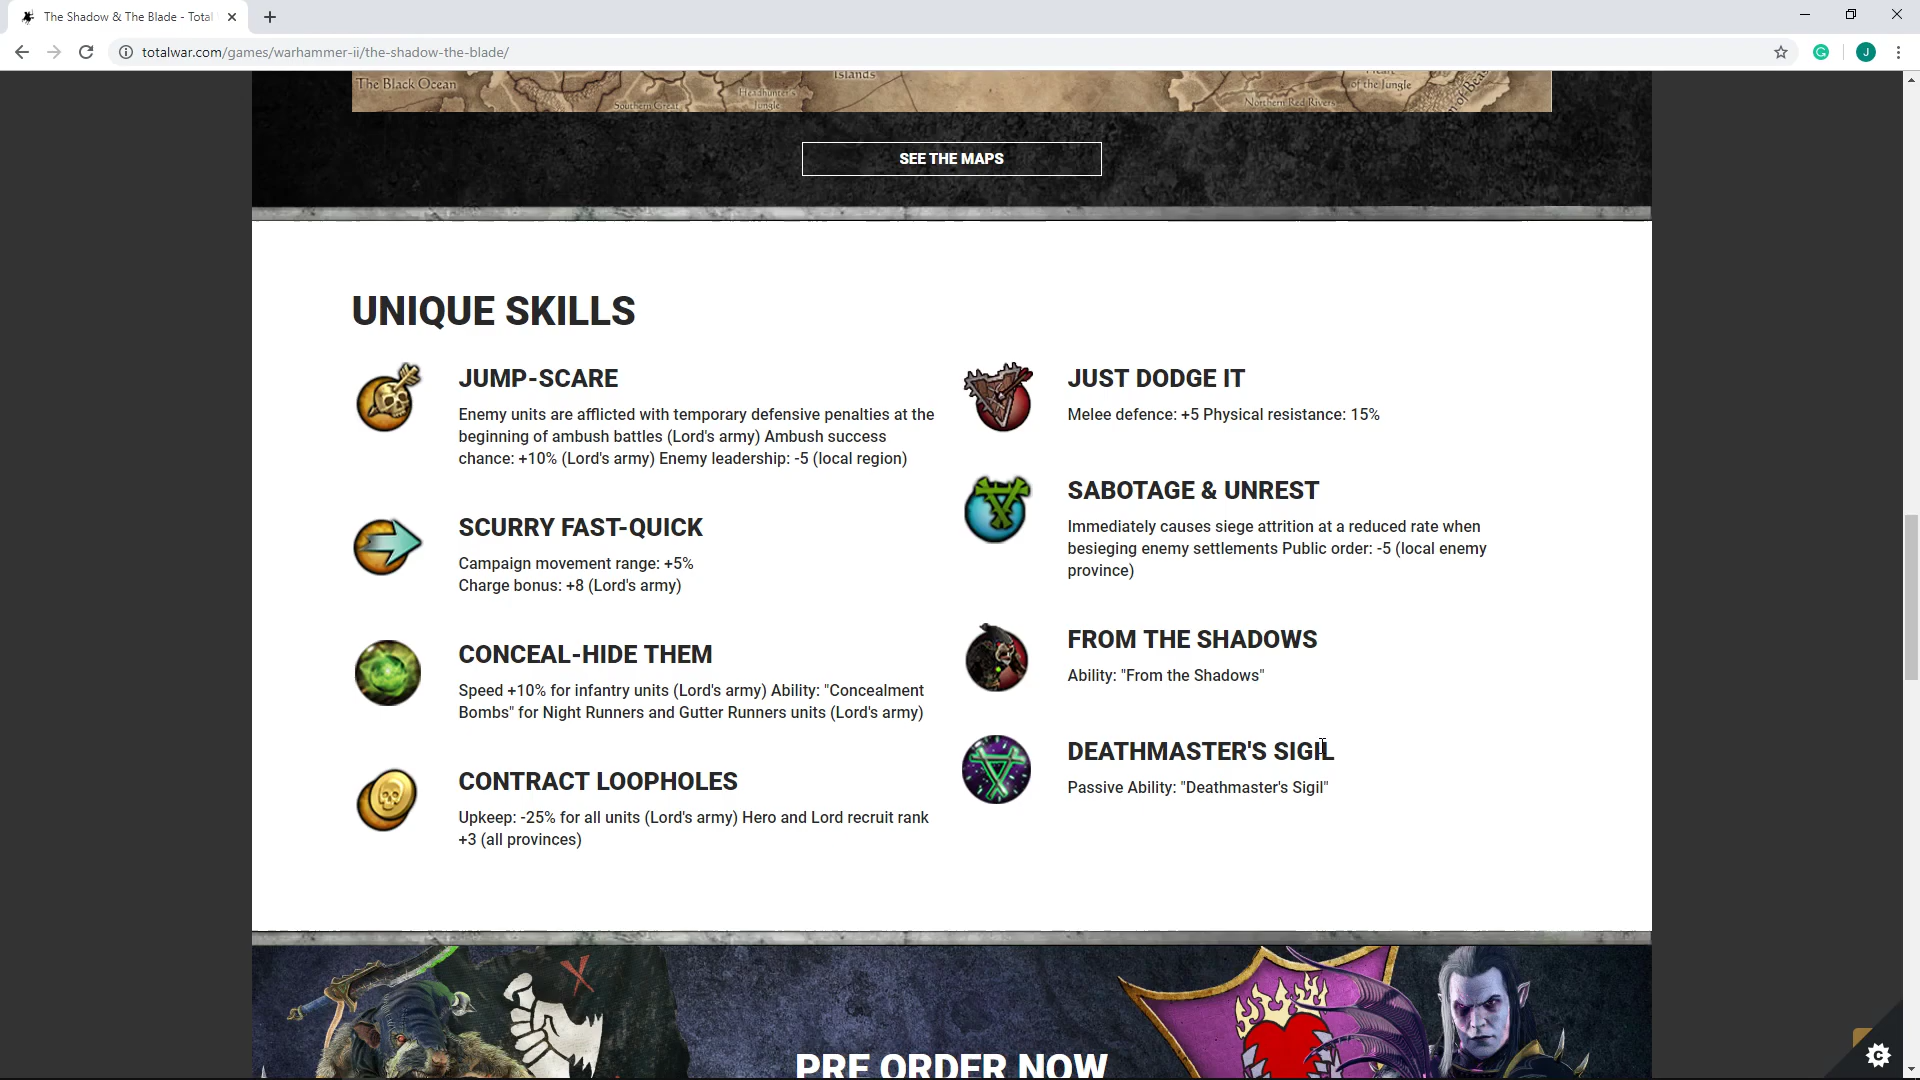 The Shadow & The Blade - Total
totalwar.com/games/warhammer-ii/the-shadow-the-blade/
J
The Black Ocean
Southern Great
Headhunter's
Jungle
Islands
of the Jungle
Northern Red Rivers
SEE THE MAPS
UNIQUE SKILLS
JUMP-SCARE
Enemy units are afflicted with temporary defensive penalties at the
beginning of ambush battles (Lord's army) Ambush success
chance: +10% (Lord's army) Enemy leadership: -5 (local region)
SCURRY FAST-QUICK
Campaign movement range: +5%
Charge bonus: +8 (Lord's army)
CONCEAL-HIDE THEM
Speed +10% for infantry units (Lord's army) Ability: "Concealment
Bombs" for Night Runners and Gutter Runners units (Lord's army)
CONTRACT LOOPHOLES
Upkeep: -25% for all units (Lord's army) Hero and Lord recruit rank
+3 (all provinces)
JUST DODGE IT
Melee defence: +5 Physical resistance: 15%
SABOTAGE & UNREST
Immediately causes siege attrition at a reduced rate when
besieging enemy settlements Public order: -5 (local enemy
province)
FROM THE SHADOWS
Ability: "From the Shadows"
DEATHMASTER'S SIGIL
Passive Ability: "Deathmaster's Sigil"
PRE ORDER NOW